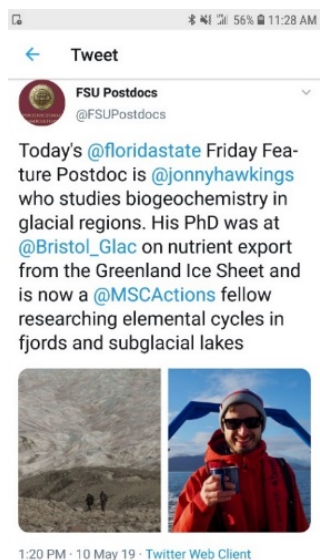 56% 11:28 AM
Tweet
FSU Postdocs
@FSUPostdocs
Today's @floridastate Friday Fea-
ture Postdoc is @jonnyhawkings
who studies biogeochemistry in
glacial regions. His PhD was at
@Bristol_Glac on nutrient export
from the Greenland Ice Sheet and
is now a @MSCActions fellow
researching elemental cycles in
fjords and subglacial lakes
1:20 PM · 10 May 19 · Twitter Web Client